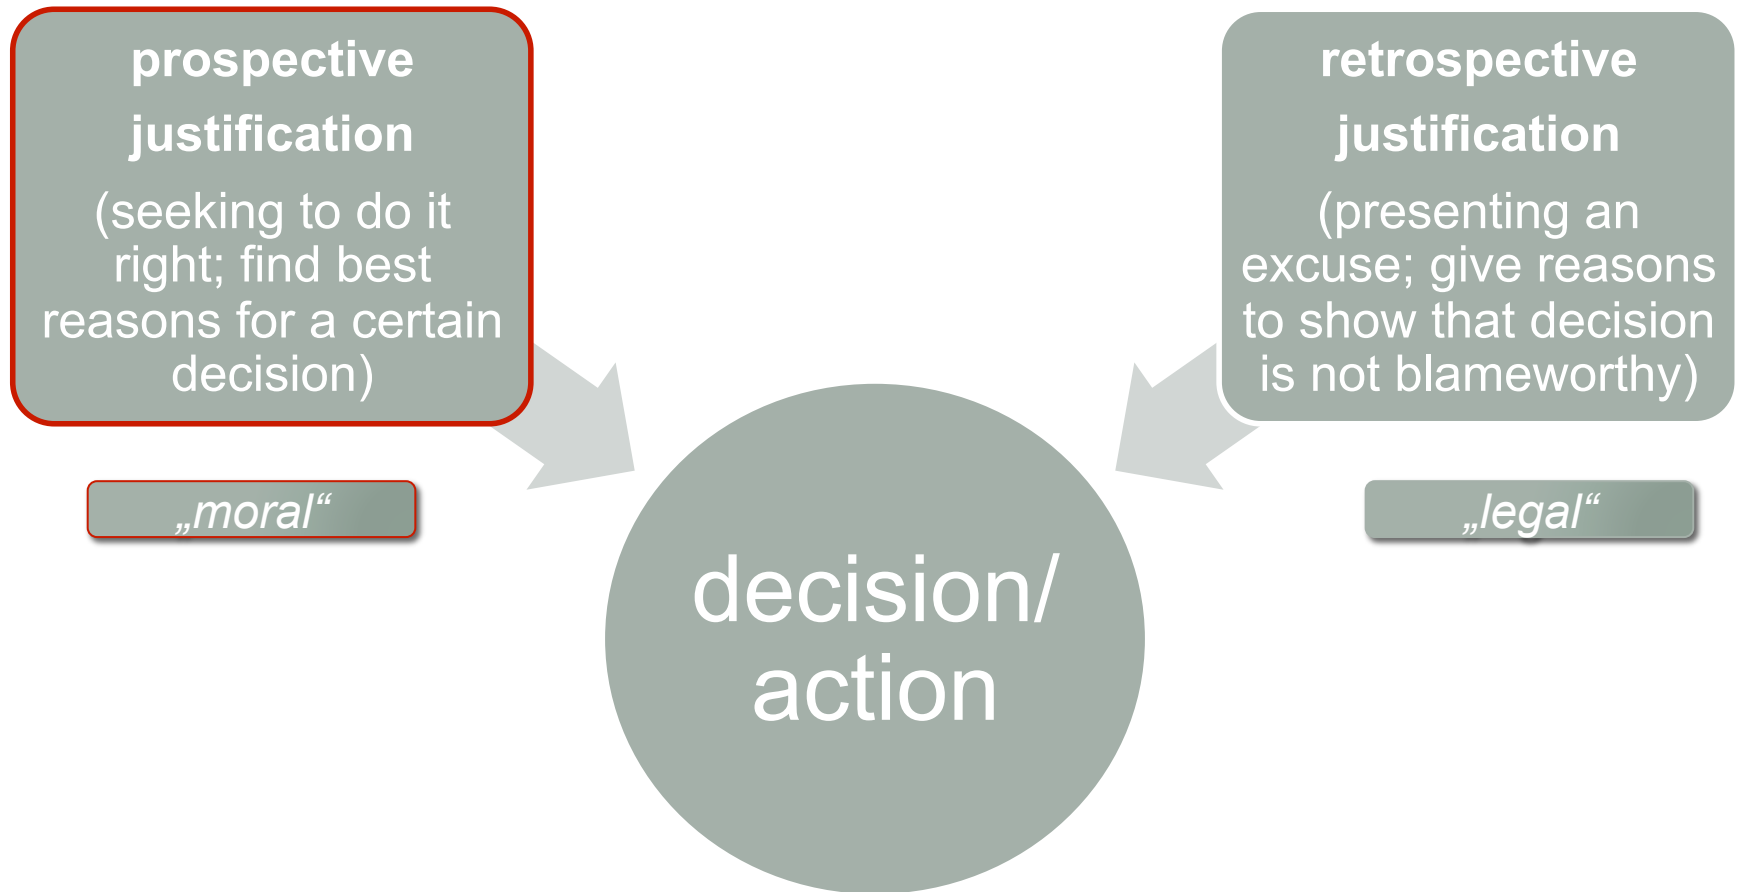 prospective
justification
(seeking to do it
right; find best
reasons for a certain
decision)
„moral“
retrospective
justification
(presenting an
excuse; give reasons
to show that decision
is not blameworthy)
„legal“
decision/
action